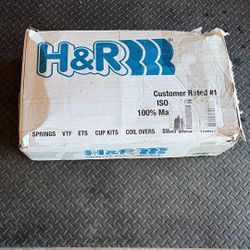 H&R
Customer Rated #1
ISO
100% Ma
SPRINGS VTF ETS CUP KITS COIL OVERS
H&R